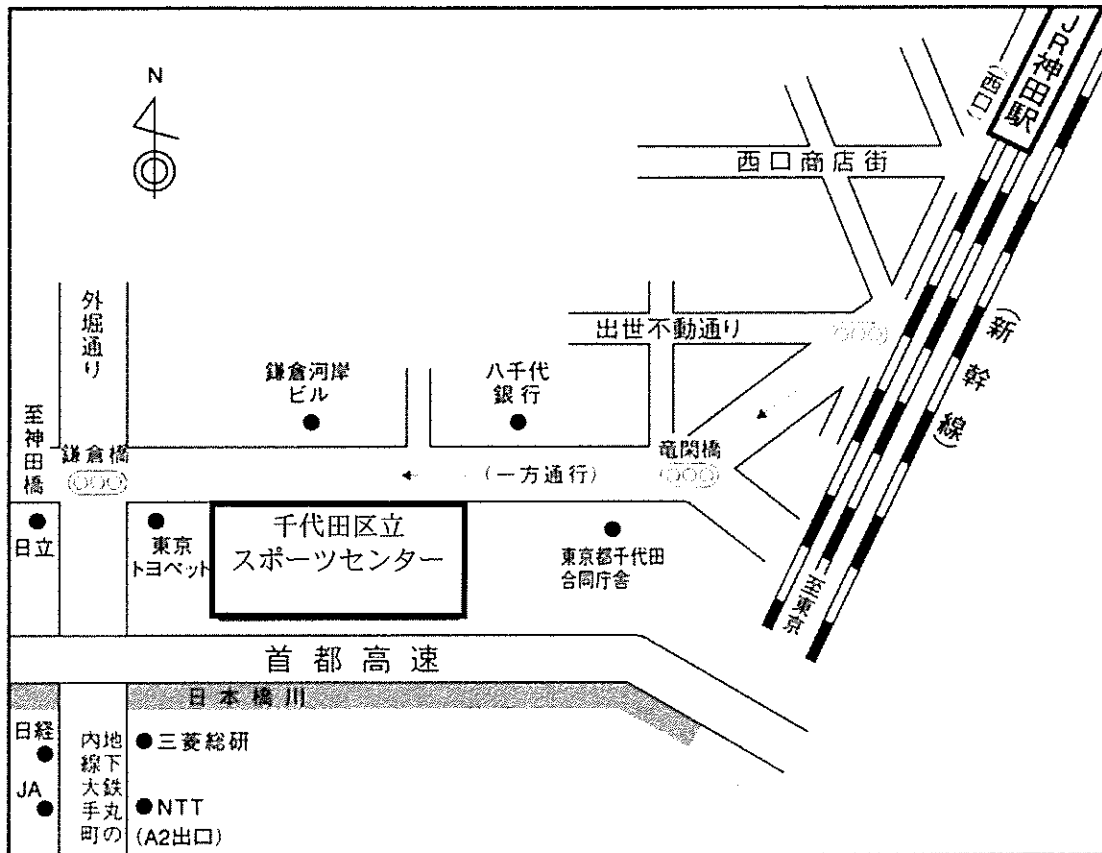 N
JR神田駅
(西口)
西口商店街
(新幹線)
外堀通り
出世不動通り
鎌倉河岸
ビル
八千代
銀行
至神田橋
鎌倉橋
(一方通行)
竜閑橋
日立
東京
トヨペット
千代田区立
スポーツセンター
東京都千代田
合同庁舎
至東京
首都高速
日本橋川
日経
JA
地下鉄丸の
内線大手町
三菱総研
NTT
(A2出口)